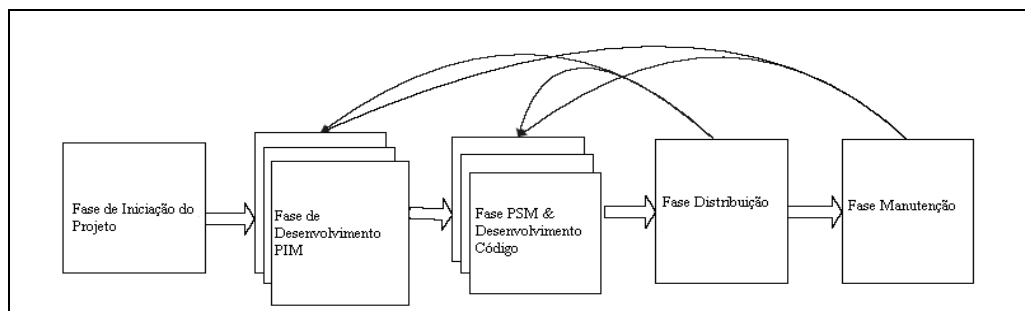 Fase de Iniciação do
Projeto
Fase de
Desenvolvimento
PIM
Fase PSM &
Desenvolvimento
Código
Fase Distribuição
Fase Manutenção